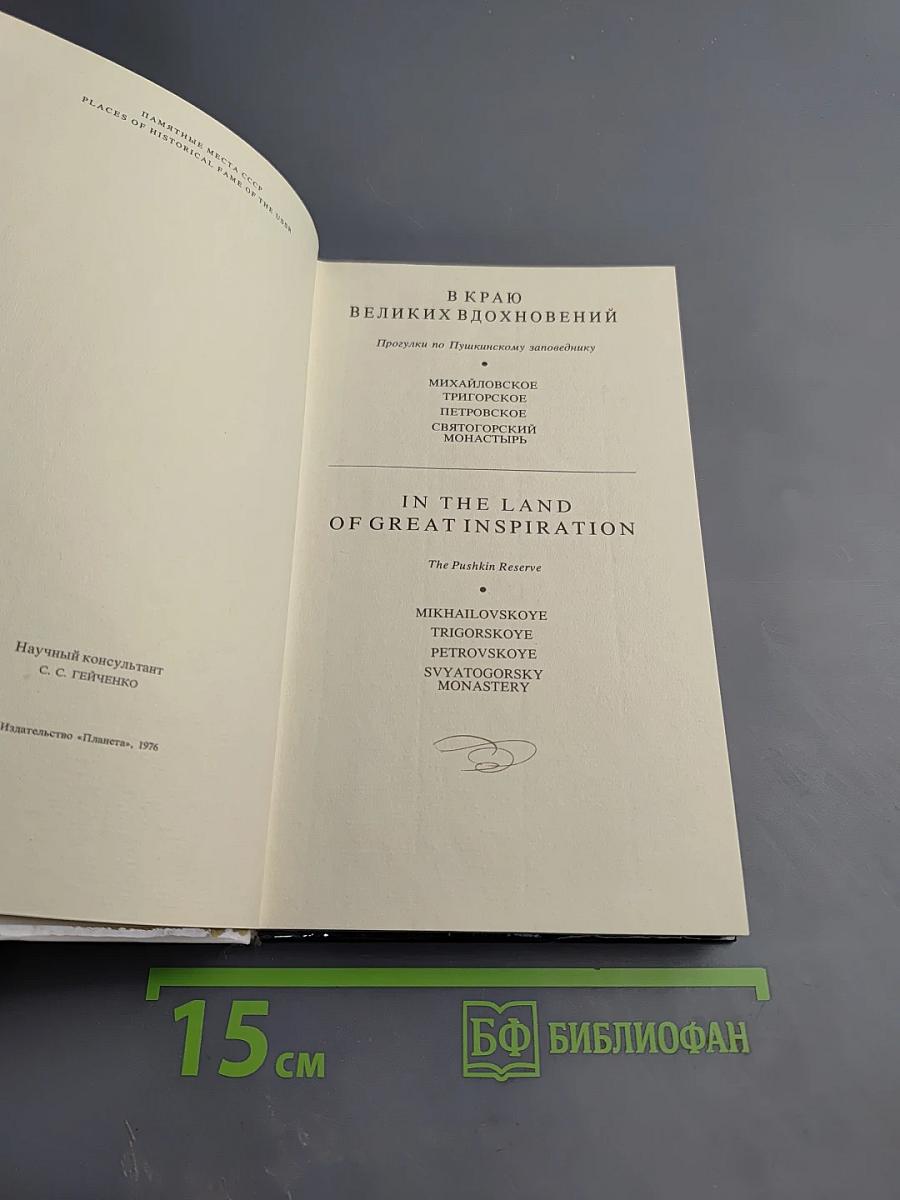 ПАМЯТНЫЕ МЕСТА СССР
PLACES OF HISTORICAL FAME OF THE USSR
Научный консультант
С. С. ГЕЙЧЕНКО
Издательство «Планета», 1976
В КРАЮ
ВЕЛИКИХ ВДОХНОВЕНИЙ
Прогулки по Пушкинскому заповеднику
МИХАЙЛОВСКОЕ
ТРИГОРСКОЕ
ПЕТРОВСКОЕ
СВЯТОГОРСКИЙ
МОНАСТЫРЬ
IN THE LAND
OF GREAT INSPIRATION
The Pushkin Reserve
MIKHAILOVSKOYE
TRIGORSKOYE
PETROVSKOYE
SVYATOGORSKY
MONASTERY
15 см
БФ БИБЛИОФАН